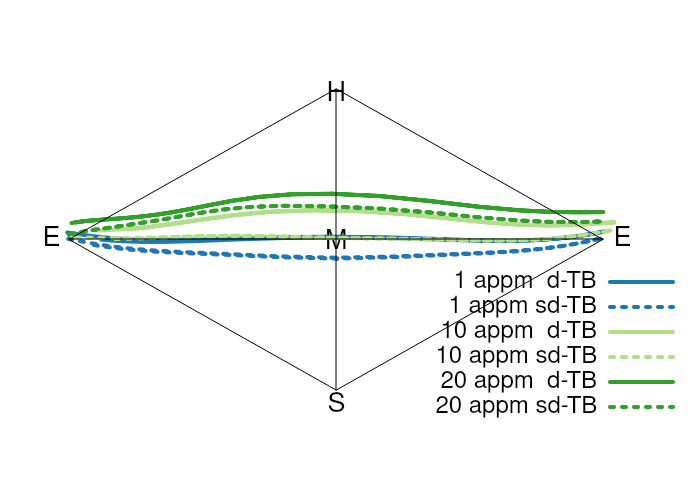 H
E
M
E
1 appm d-TB
1 appm sd-TB
10 appm d-TB
10 appm sd-TB
20 appm d-TB
20 appm sd-TB
S